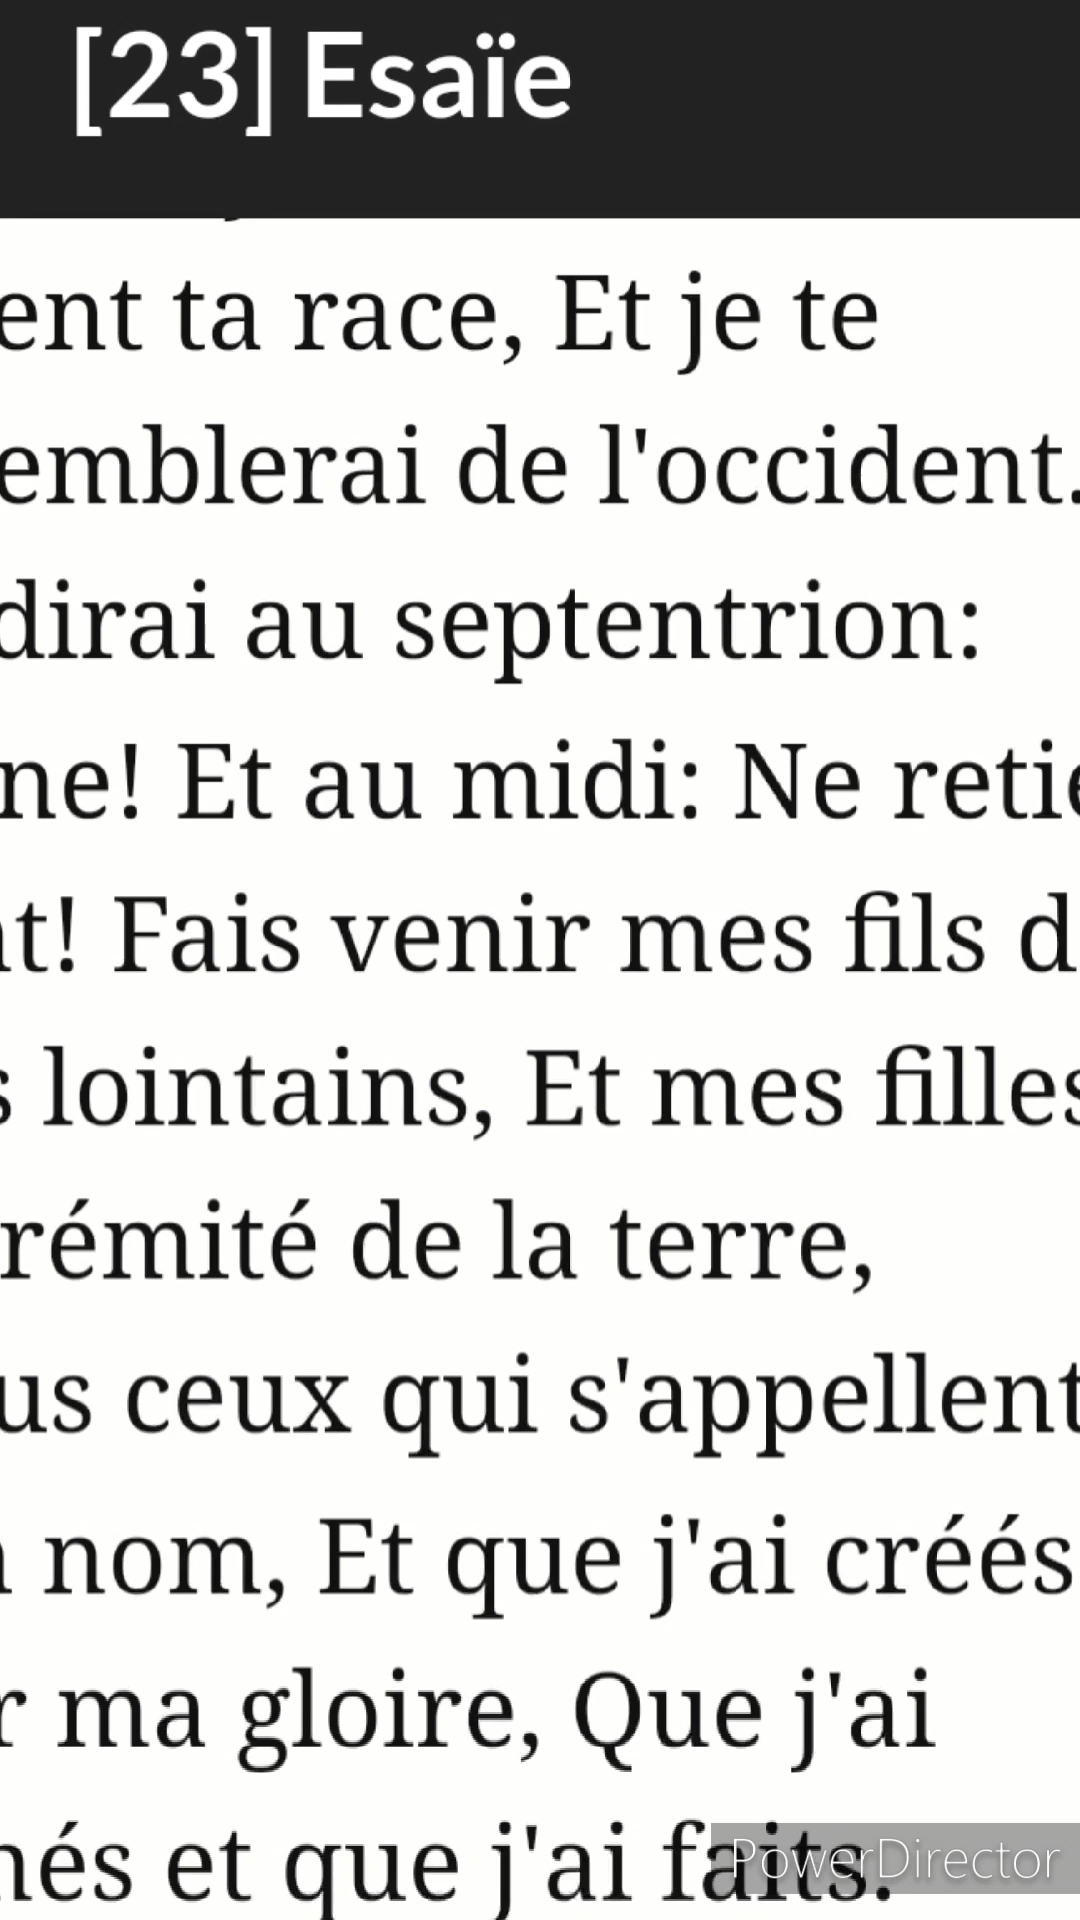 [23] Esaïe
ent ta race, Et je te
emblerai de l'occident.
dirai au septentrion:
ne! Et au midi: Ne retie
t! Fais venir mes fils d
lointains, Et mes filles
rémité de la terre,
us ceux qui s'appellent
nom, Et que j'ai créés
r ma gloire, Que j'ai
és et que j'ai faits.
PowerDirector